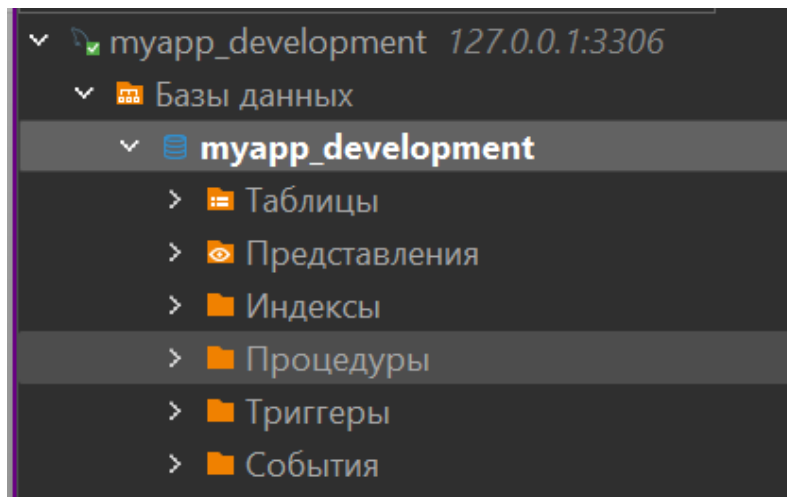 myapp_development 127.0.0.1:3306
Базы данных
myapp_development
Таблицы
Представления
Индексы
Процедуры
Триггеры
События